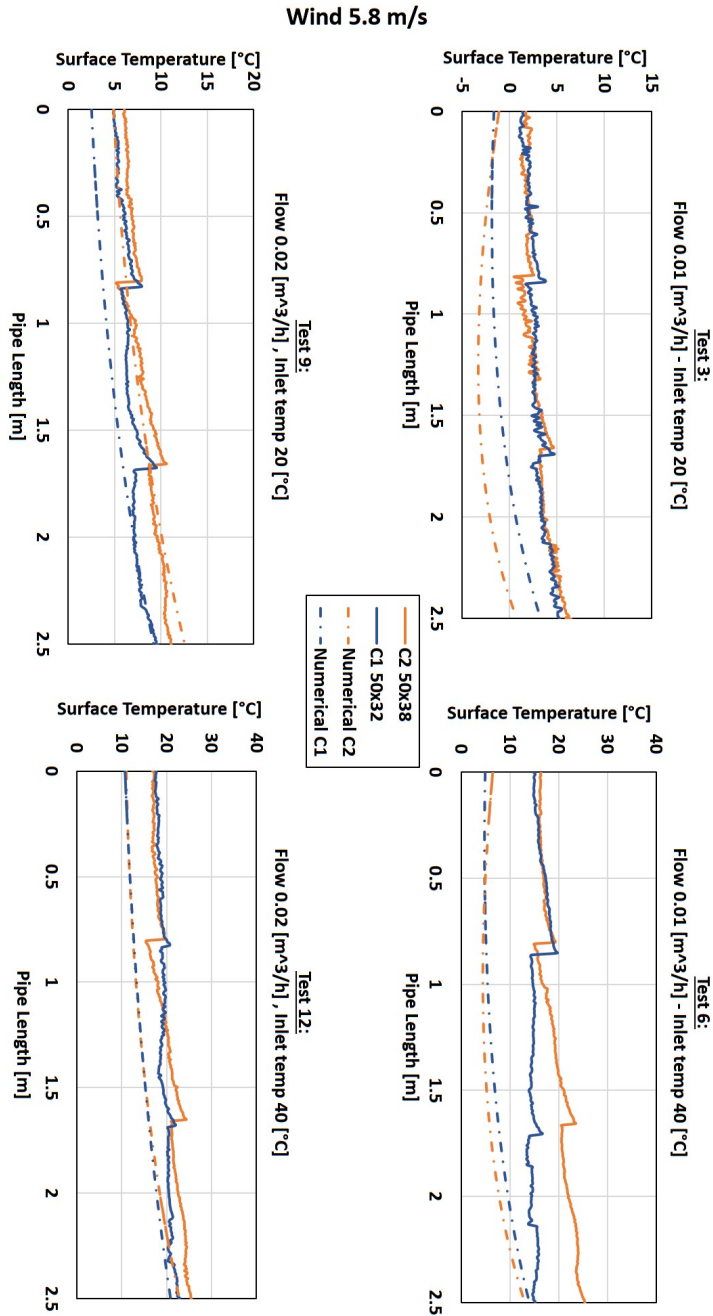 Wind 5.8 m/s
Test 3:
Flow 0.01 [m^3/h] - Inlet temp 20 [°C]
Surface Temperature [°C]
15
10
5
0
-5
0 0.5 1 1.5 2 2.5
Pipe Length [m]
Test 6:
Flow 0.01 [m^3/h] - Inlet temp 40 [°C]
Surface Temperature [°C]
40
30
20
10
0
0 0.5 1 1.5 2 2.5
Pipe Length [m]
C2 50x38
C1 50x32
Numerical C2
Numerical C1
Test 9:
Flow 0.02 [m^3/h] , Inlet temp 20 [°C]
Surface Temperature [°C]
20
15
10
5
0
0 0.5 1 1.5 2 2.5
Pipe Length [m]
Test 12:
Flow 0.02 [m^3/h] , Inlet temp 40 [°C]
Surface Temperature [°C]
40
30
20
10
0
0 0.5 1 1.5 2 2.5
Pipe Length [m]